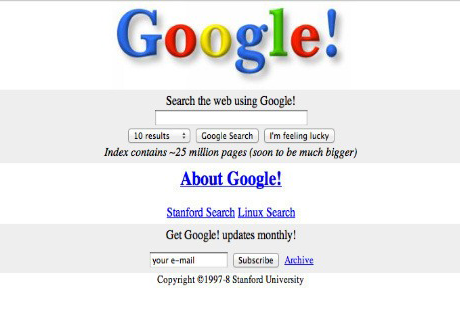 Google!
Search the web using Google!
10 results Google Search I'm feeling lucky
Index contains ~25 million pages (soon to be much bigger)
About Google!
Stanford Search Linux Search
Get Google! updates monthly!
your e-mail Subscribe Archive
Copyright ©1997-8 Stanford University